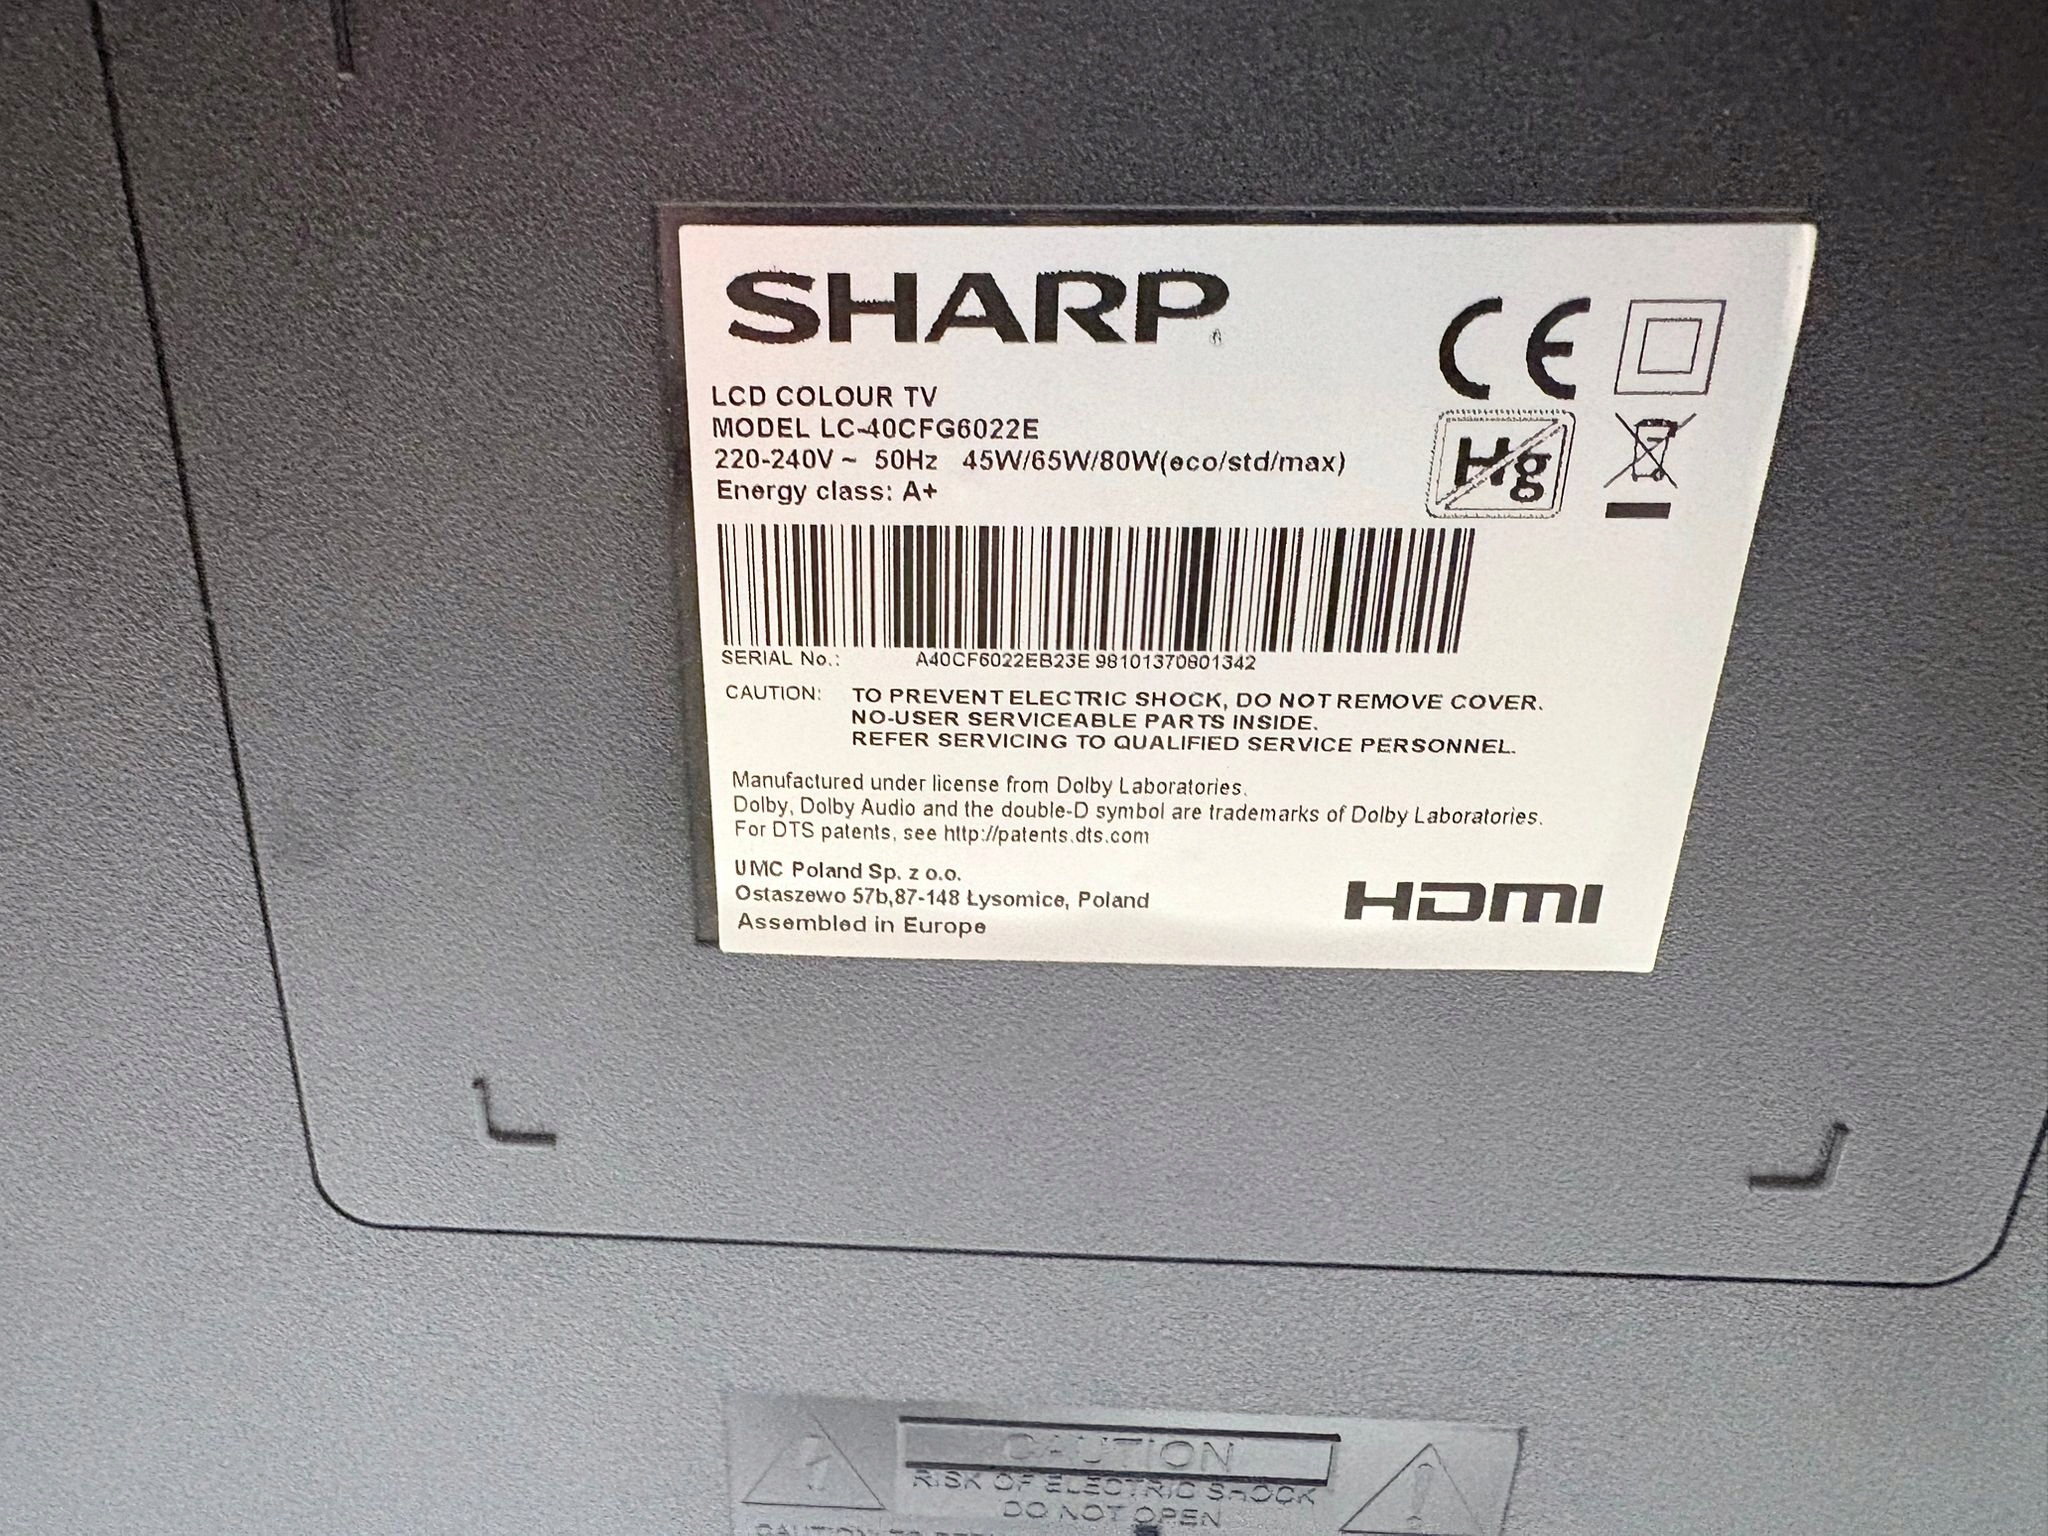 SHARP®
CE
LCD COLOUR TV
MODEL LC-40CFG6022E
220-240V ~ 50Hz 45W/65W/80W(eco/std/max)
Hg
Energy class: A+
SERIAL No.: A40CF6022EB23E 98101370801342
CAUTION: TO PREVENT ELECTRIC SHOCK, DO NOT REMOVE COVER.
NO-USER SERVICEABLE PARTS INSIDE.
REFER SERVICING TO QUALIFIED SERVICE PERSONNEL.
Manufactured under license from Dolby Laboratories.
Dolby, Dolby Audio and the double-D symbol are trademarks of Dolby Laboratories.
For DTS patents, see http://patents.dts.com
UMC Poland Sp. z o.o.
Ostaszewo 57b,87-148 Łysomice, Poland
Assembled in Europe
HDMI
CAUTION
RISK OF ELECTRIC SHOCK
DO NOT OPEN